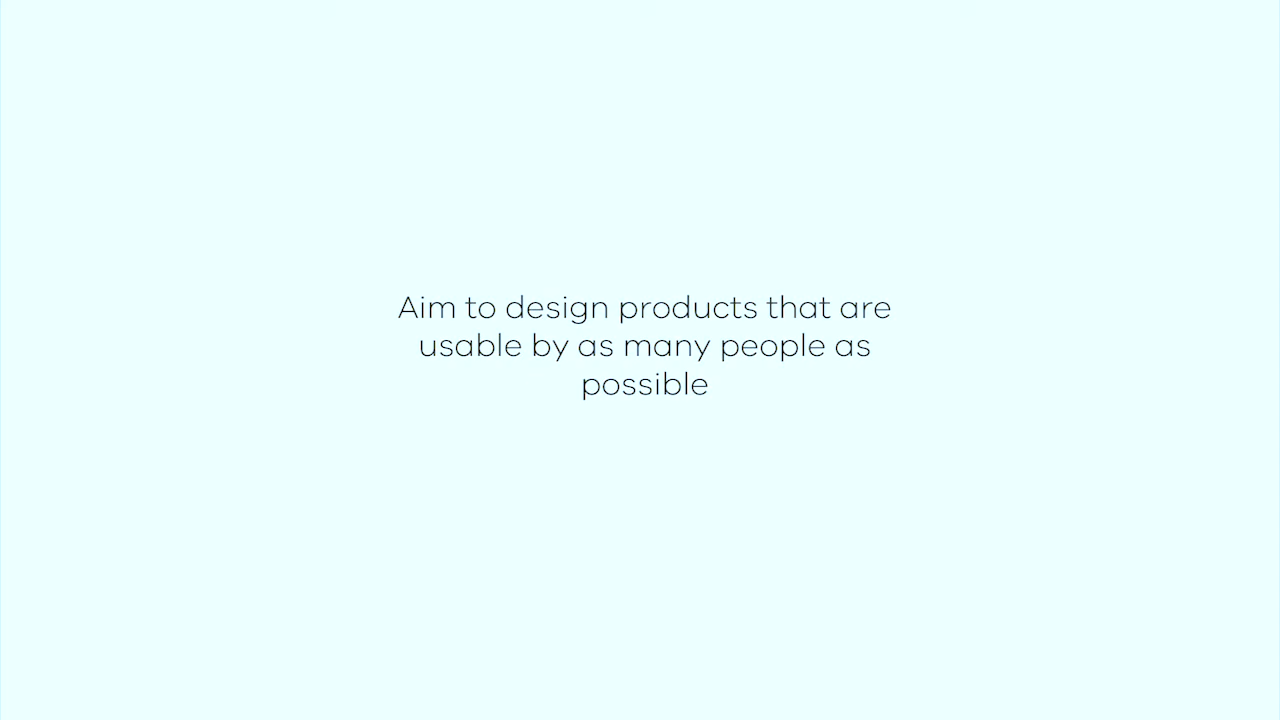 Aim to design products that are
usable by as many people as
possible